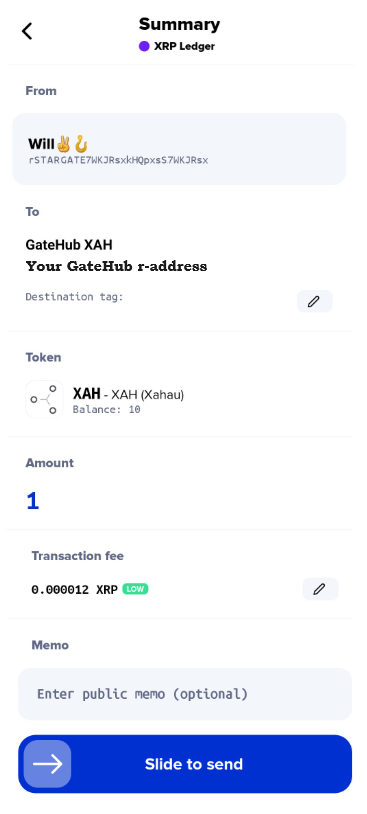 Summary
XRP Ledger
From
Will✌️🪝
rSTARGATE7WKJRsxkHQpxsS7WKJRsx
To
GateHub XAH
Your GateHub r-address
Destination tag:
Token
XAH - XAH (Xahau)
Balance: 10
Amount
1
Transaction fee
0.000012 XRP LOW
Memo
Enter public memo (optional)
Slide to send